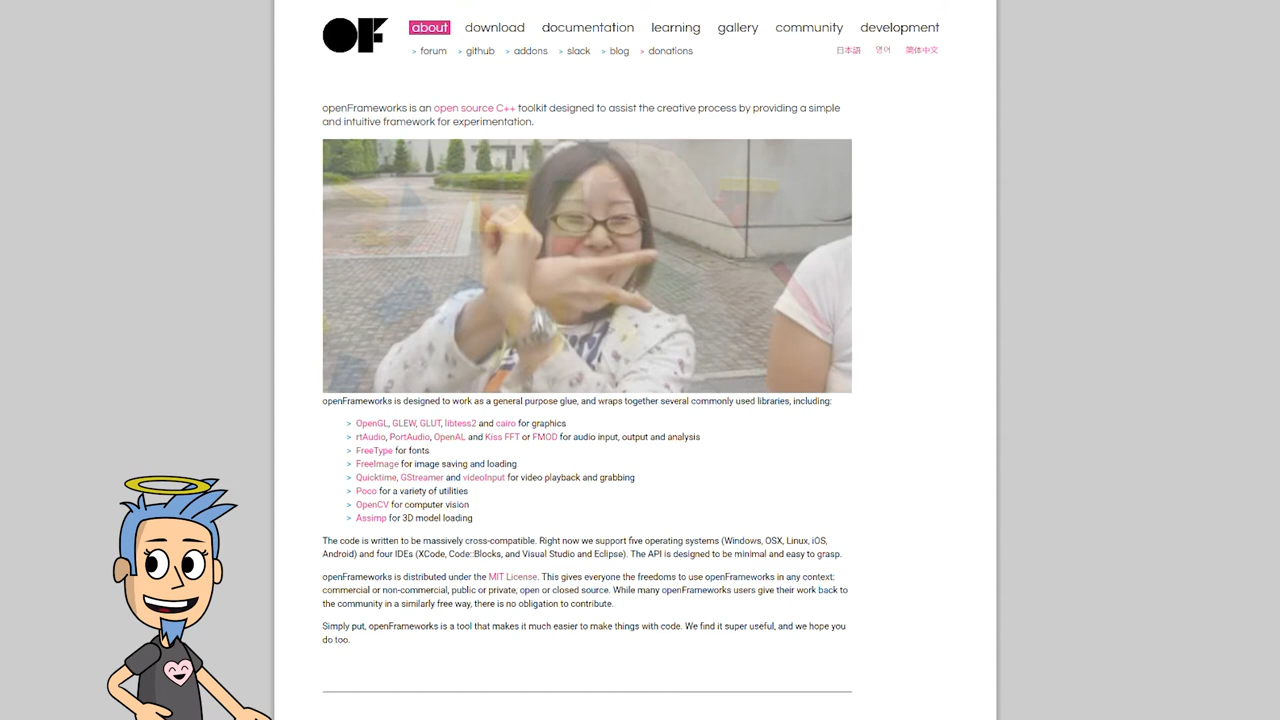 OF
about download documentation learning gallery community development
> forum > github > addons > slack > blog > donations 日本語 영어 简体中文
openFrameworks is an open source C++ toolkit designed to assist the creative process by providing a simple
and intuitive framework for experimentation.
openFrameworks is designed to work as a general purpose glue, and wraps together several commonly used libraries, including:
> OpenGL, GLEW, GLUT, libtess2 and cairo for graphics
> rtAudio, PortAudio, OpenAL and Kiss FFT or FMOD for audio input, output and analysis
> FreeType for fonts
> FreeImage for image saving and loading
> Quicktime, GStreamer and videoInput for video playback and grabbing
> Poco for a variety of utilities
> OpenCV for computer vision
> Assimp for 3D model loading
The code is written to be massively cross-compatible. Right now we support five operating systems (Windows, OSX, Linux, iOS,
Android) and four IDEs (XCode, Code::Blocks, and Visual Studio and Eclipse). The API is designed to be minimal and easy to grasp.
openFrameworks is distributed under the MIT License. This gives everyone the freedoms to use openFrameworks in any context:
commercial or non-commercial, public or private, open or closed source. While many openFrameworks users give their work back to
the community in a similarly free way, there is no obligation to contribute.
Simply put, openFrameworks is a tool that makes it much easier to make things with code. We find it super useful, and we hope you
do too.